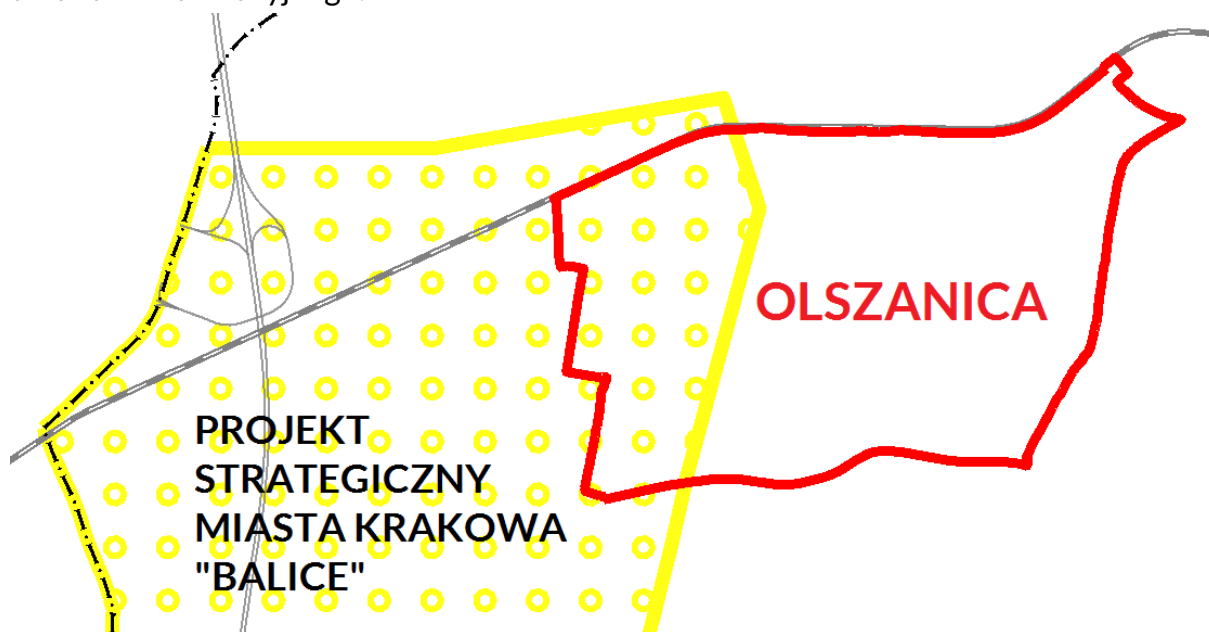 OLSZANICA
PROJEKT
STRATEGICZNY
MIASTA KRAKOWA
"BALICE"